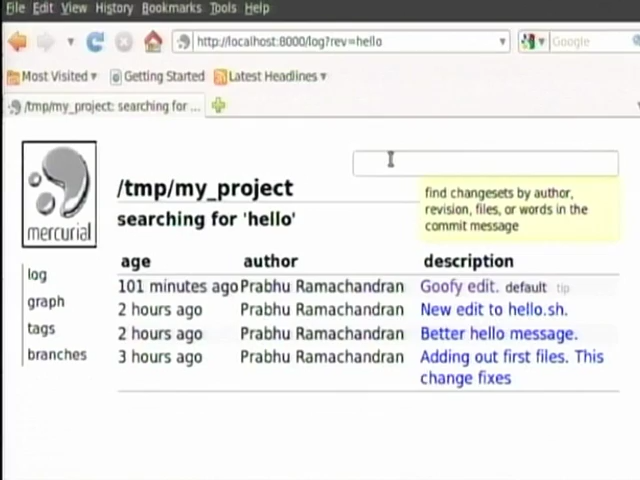 File Edit View History Bookmarks Tools Help
http://localhost:8000/log?rev=hello
Google
Most Visited Getting Started Latest Headlines
/tmp/my_project: searching for ...
mercurial
/tmp/my_project
searching for 'hello'
find changesets by author,
revision, files, or words in the
commit message
log
graph
tags
branches
age author description
101 minutes ago Prabhu Ramachandran Goofy edit. default tip
2 hours ago Prabhu Ramachandran New edit to hello.sh.
2 hours ago Prabhu Ramachandran Better hello message.
3 hours ago Prabhu Ramachandran Adding out first files. This
change fixes